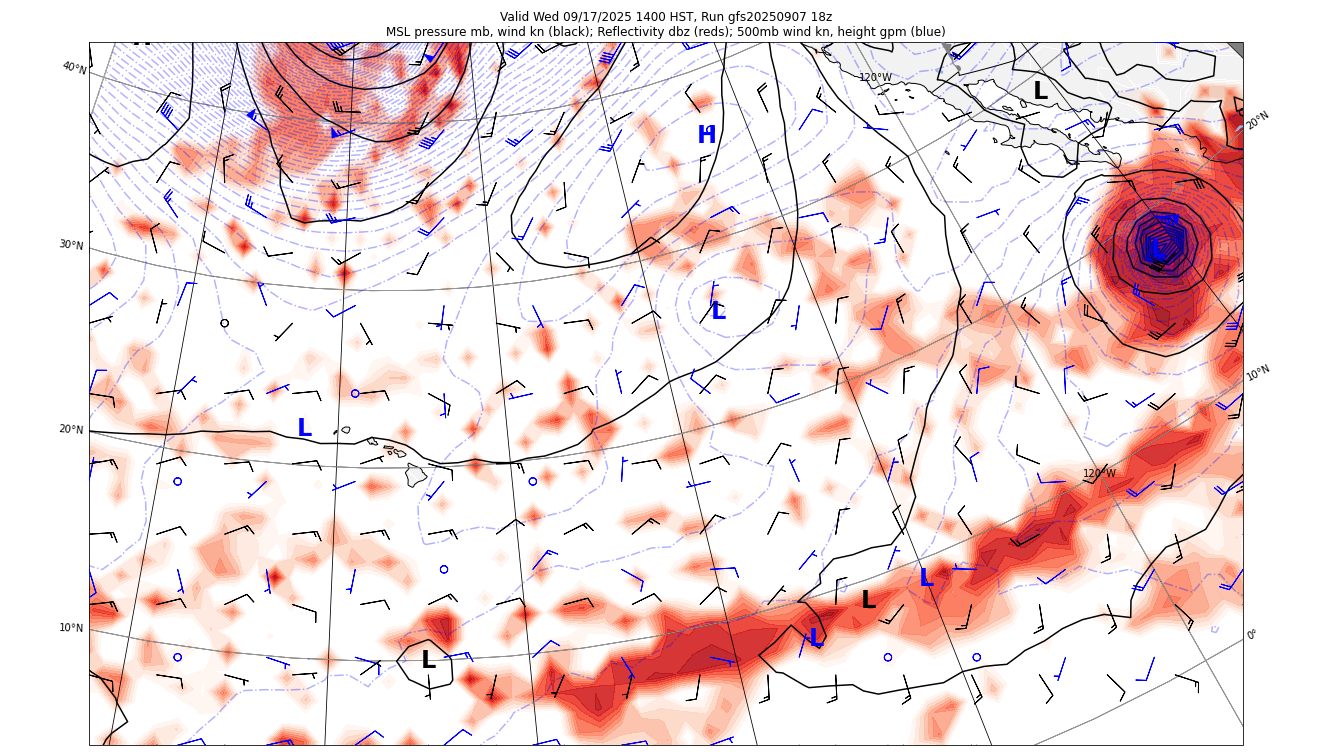 Valid Wed 09/17/2025 1400 HST, Run gfs20250907 18z
MSL pressure mb, wind kn (black); Reflectivity dbz (reds); 500mb wind kn, height gpm (blue)
40°N
120°W
L
20°N
H
30°N
L
L
10°N
20°N
L
120°W
L
L
10°N
L
0°
L